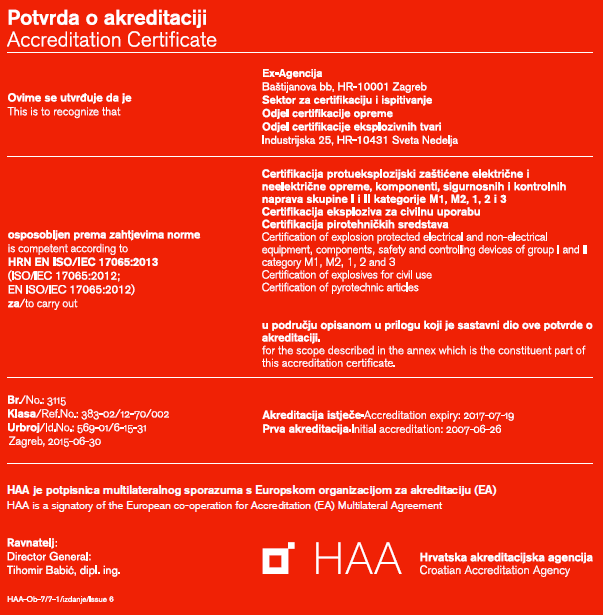 Potvrda o akreditaciji
Accreditation Certificate
Ovime se utvrđuje da je
This is to recognize that
Ex-Agencija
Baštijanova bb, HR-10001 Zagreb
Sektor za certifikaciju i ispitivanje
Odjel certifikacije opreme
Odjel certifikacije eksplozivnih tvari
Industrijska 25, HR-10431 Sveta Nedelja
osposobljen prema zahtjevima norme
is competent according to
HRN EN ISO/IEC 17065:2013
(ISO/IEC 17065:2012;
EN ISO/IEC 17065:2012)
za/to carry out
Certifikacija protueksplozijski zaštićene električne i
neelektrične opreme, komponenti, sigurnosnih i kontrolnih
naprava skupine I i II kategorije M1, M2, 1, 2 i 3
Certifikacija eksploziva za civilnu uporabu
Certifikacija pirotehničkih sredstava
Certification of explosion protected electrical and non-electrical
equipment, components, safety and controlling devices of group I and II
category M1, M2, 1, 2 and 3
Certification of explosives for civil use
Certification of pyrotechnic articles
u području opisanom u prilogu koji je sastavni dio ove potvrde o
akreditaciji.
for the scope described in the annex which is the constituent part of
this accreditation certificate.
Br./No.: 3115
Klasa/Ref.No.: 383-02/12-70/002
Urbroj/Id.No.: 569-01/6-15-31
Zagreb, 2015-06-30
Akreditacija istječe·Accreditation expiry: 2017-07-19
Prva akreditacija·Initial accreditation: 2007-06-26
HAA je potpisnica multilateralnog sporazuma s Europskom organizacijom za akreditaciju (EA)
HAA is a signatory of the European co-operation for Accreditation (EA) Multilateral Agreement
Ravnatelj:
Director General:
Tihomir Babić, dipl. ing.
HAA
Hrvatska akreditacijska agencija
Croatian Accreditation Agency
HAA-Ob-7/7-1/izdanje/Issue 6